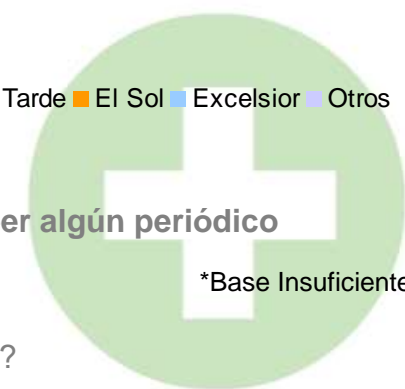 Tarde El Sol Excelsior Otros
er algún periódico
*Base Insuficiente
?